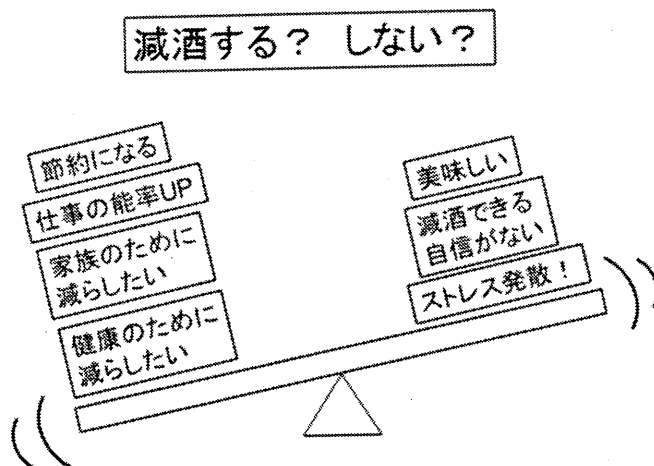 減酒する？ しない？
節約になる
仕事の能率UP
家族のために
減らしたい
健康のために
減らしたい
美味しい
減酒できる
自信がない
ストレス発散！